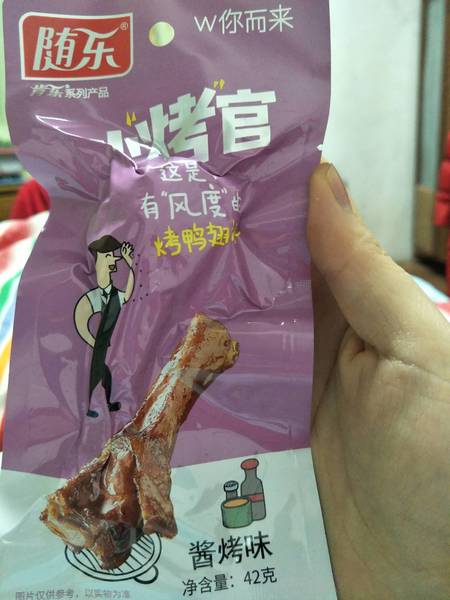 W你而来
随乐®
烤乐系列产品
"烤"官
这是
有"风度"的
烤鸭翅
酱烤味
净含量：42克
图片仅供参考，以实物为准